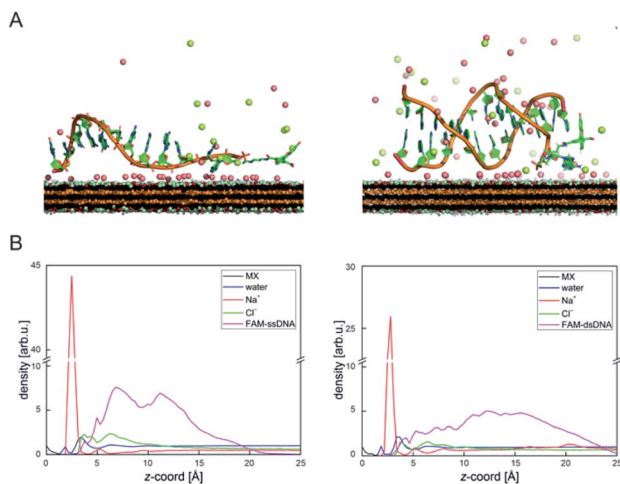 A
B
45
40
10
5
0
density [arb.u.]
0 5 10 15 20 25
z-coord [Å]
MX
water
Na⁺
Cl⁻
FAM-ssDNA
30
25
10
5
0
density [arb.u.]
0 5 10 15 20 25
z-coord [Å]
MX
water
Na⁺
Cl⁻
FAM-dsDNA